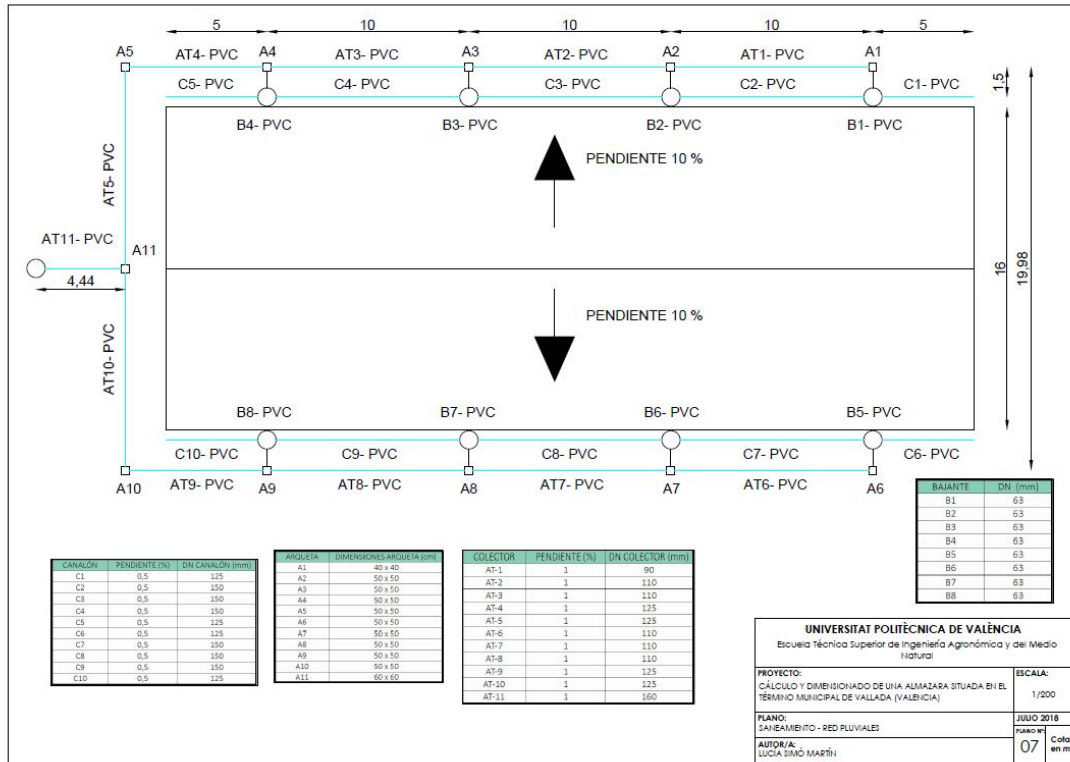 5 10 10 10 5
A5 AT4- PVC A4 AT3- PVC A3 AT2- PVC A2 AT1- PVC A1
C5- PVC C4- PVC C3- PVC C2- PVC C1- PVC
1,5
B4- PVC B3- PVC B2- PVC B1- PVC
AT5- PVC
PENDIENTE 10 %
AT11- PVC
A11
4,44
16
19,98
PENDIENTE 10 %
AT10- PVC
B8- PVC B7- PVC B6- PVC B5- PVC
C10- PVC C9- PVC C8- PVC C7- PVC C6- PVC
A10 AT9- PVC A9 AT8- PVC A8 AT7- PVC A7 AT6- PVC A6
BAJANTE DN (mm)
B1 63
B2 63
B3 63
B4 63
B5 63
B6 63
B7 63
B8 63
CANALÓN PENDIENTE (%) DN CANALÓN (mm)
C1 0,5 125
C2 0,5 150
C3 0,5 150
C4 0,5 150
C5 0,5 125
C6 0,5 125
C7 0,5 150
C8 0,5 150
C9 0,5 150
C10 0,5 125
ARQUETA DIMENSIONES ARQUETA (cm)
A1 40 x 40
A2 50 x 50
A3 50 x 50
A4 50 x 50
A5 50 x 50
A6 50 x 50
A7 50 x 50
A8 50 x 50
A9 50 x 50
A10 50 x 50
A11 60 x 60
COLECTOR PENDIENTE (%) DN COLECTOR (mm)
AT-1 1 90
AT-2 1 110
AT-3 1 110
AT-4 1 125
AT-5 1 125
AT-6 1 110
AT-7 1 110
AT-8 1 110
AT-9 1 125
AT-10 1 125
AT-11 1 160
UNIVERSITAT POLITÈCNICA DE VALÈNCIA
Escuela Técnica Superior de Ingeniería Agronómica y del Medio
Natural
PROYECTO:
CÁLCULO Y DIMENSIONADO DE UNA ALMAZARA SITUADA EN EL
TÉRMINO MUNICIPAL DE VALLADA (VALENCIA)
ESCALA:
1/200
PLANO:
SANEAMIENTO - RED PLUVIALES
JULIO 2018
AUTOR/A:
LUCÍA SIMÓ MARTÍN
PLANO Nº:
07
Cota
en m